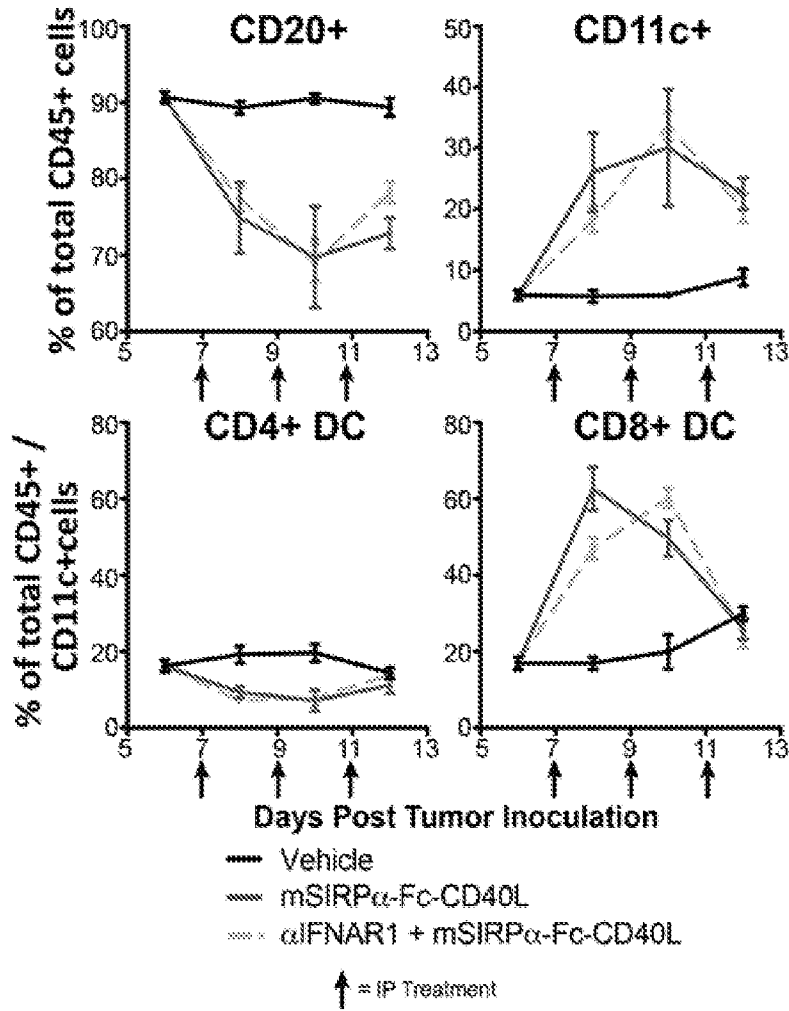 CD20+ CD11c+
% of total CD45+ cells
100
90
80
70
60
5 7 9 11 13
50
40
30
20
10
0
5 7 9 11 13
CD4+ DC CD8+ DC
% of total CD45+ /
CD11c+cells
80
60
40
20
0
5 7 9 11 13
80
60
40
20
0
5 7 9 11 13
Days Post Tumor Inoculation
Vehicle
mSIRPα-Fc-CD40L
αIFNAR1 + mSIRPα-Fc-CD40L
= IP Treatment